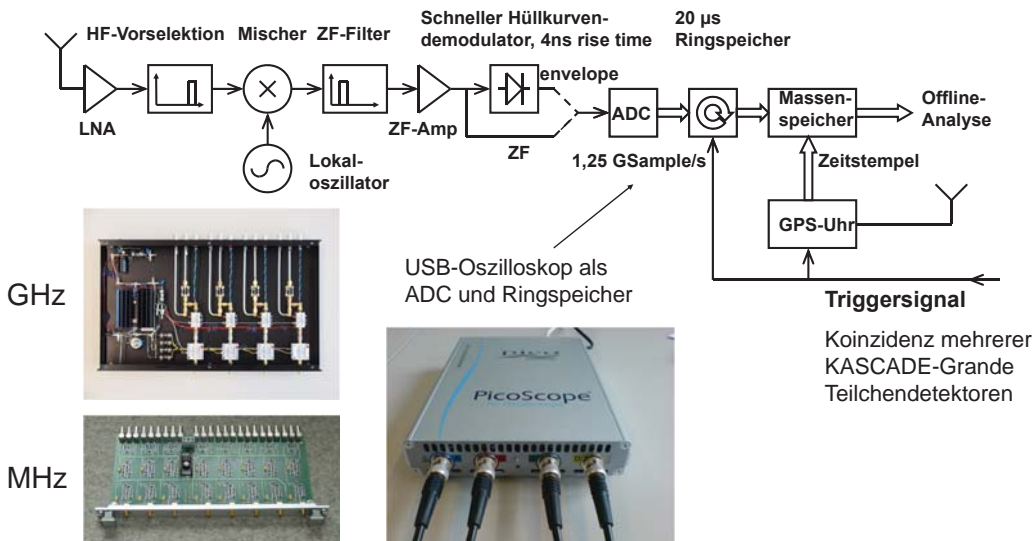 HF-Vorselektion
Mischer
ZF-Filter
Schneller Hüllkurven-
demodulator, 4ns rise time
20 µs
Ringspeicher
envelope
LNA
ZF-Amp
ZF
ADC
1,25 GSample/s
Massen-
speicher
Offline-
Analyse
Lokal-
oszillator
Zeitstempel
GPS-Uhr
USB-Oszilloskop als
ADC und Ringspeicher
Triggersignal
Koinzidenz mehrerer
KASCADE-Grande
Teilchendetektoren
GHz
MHz
pico
PicoScope